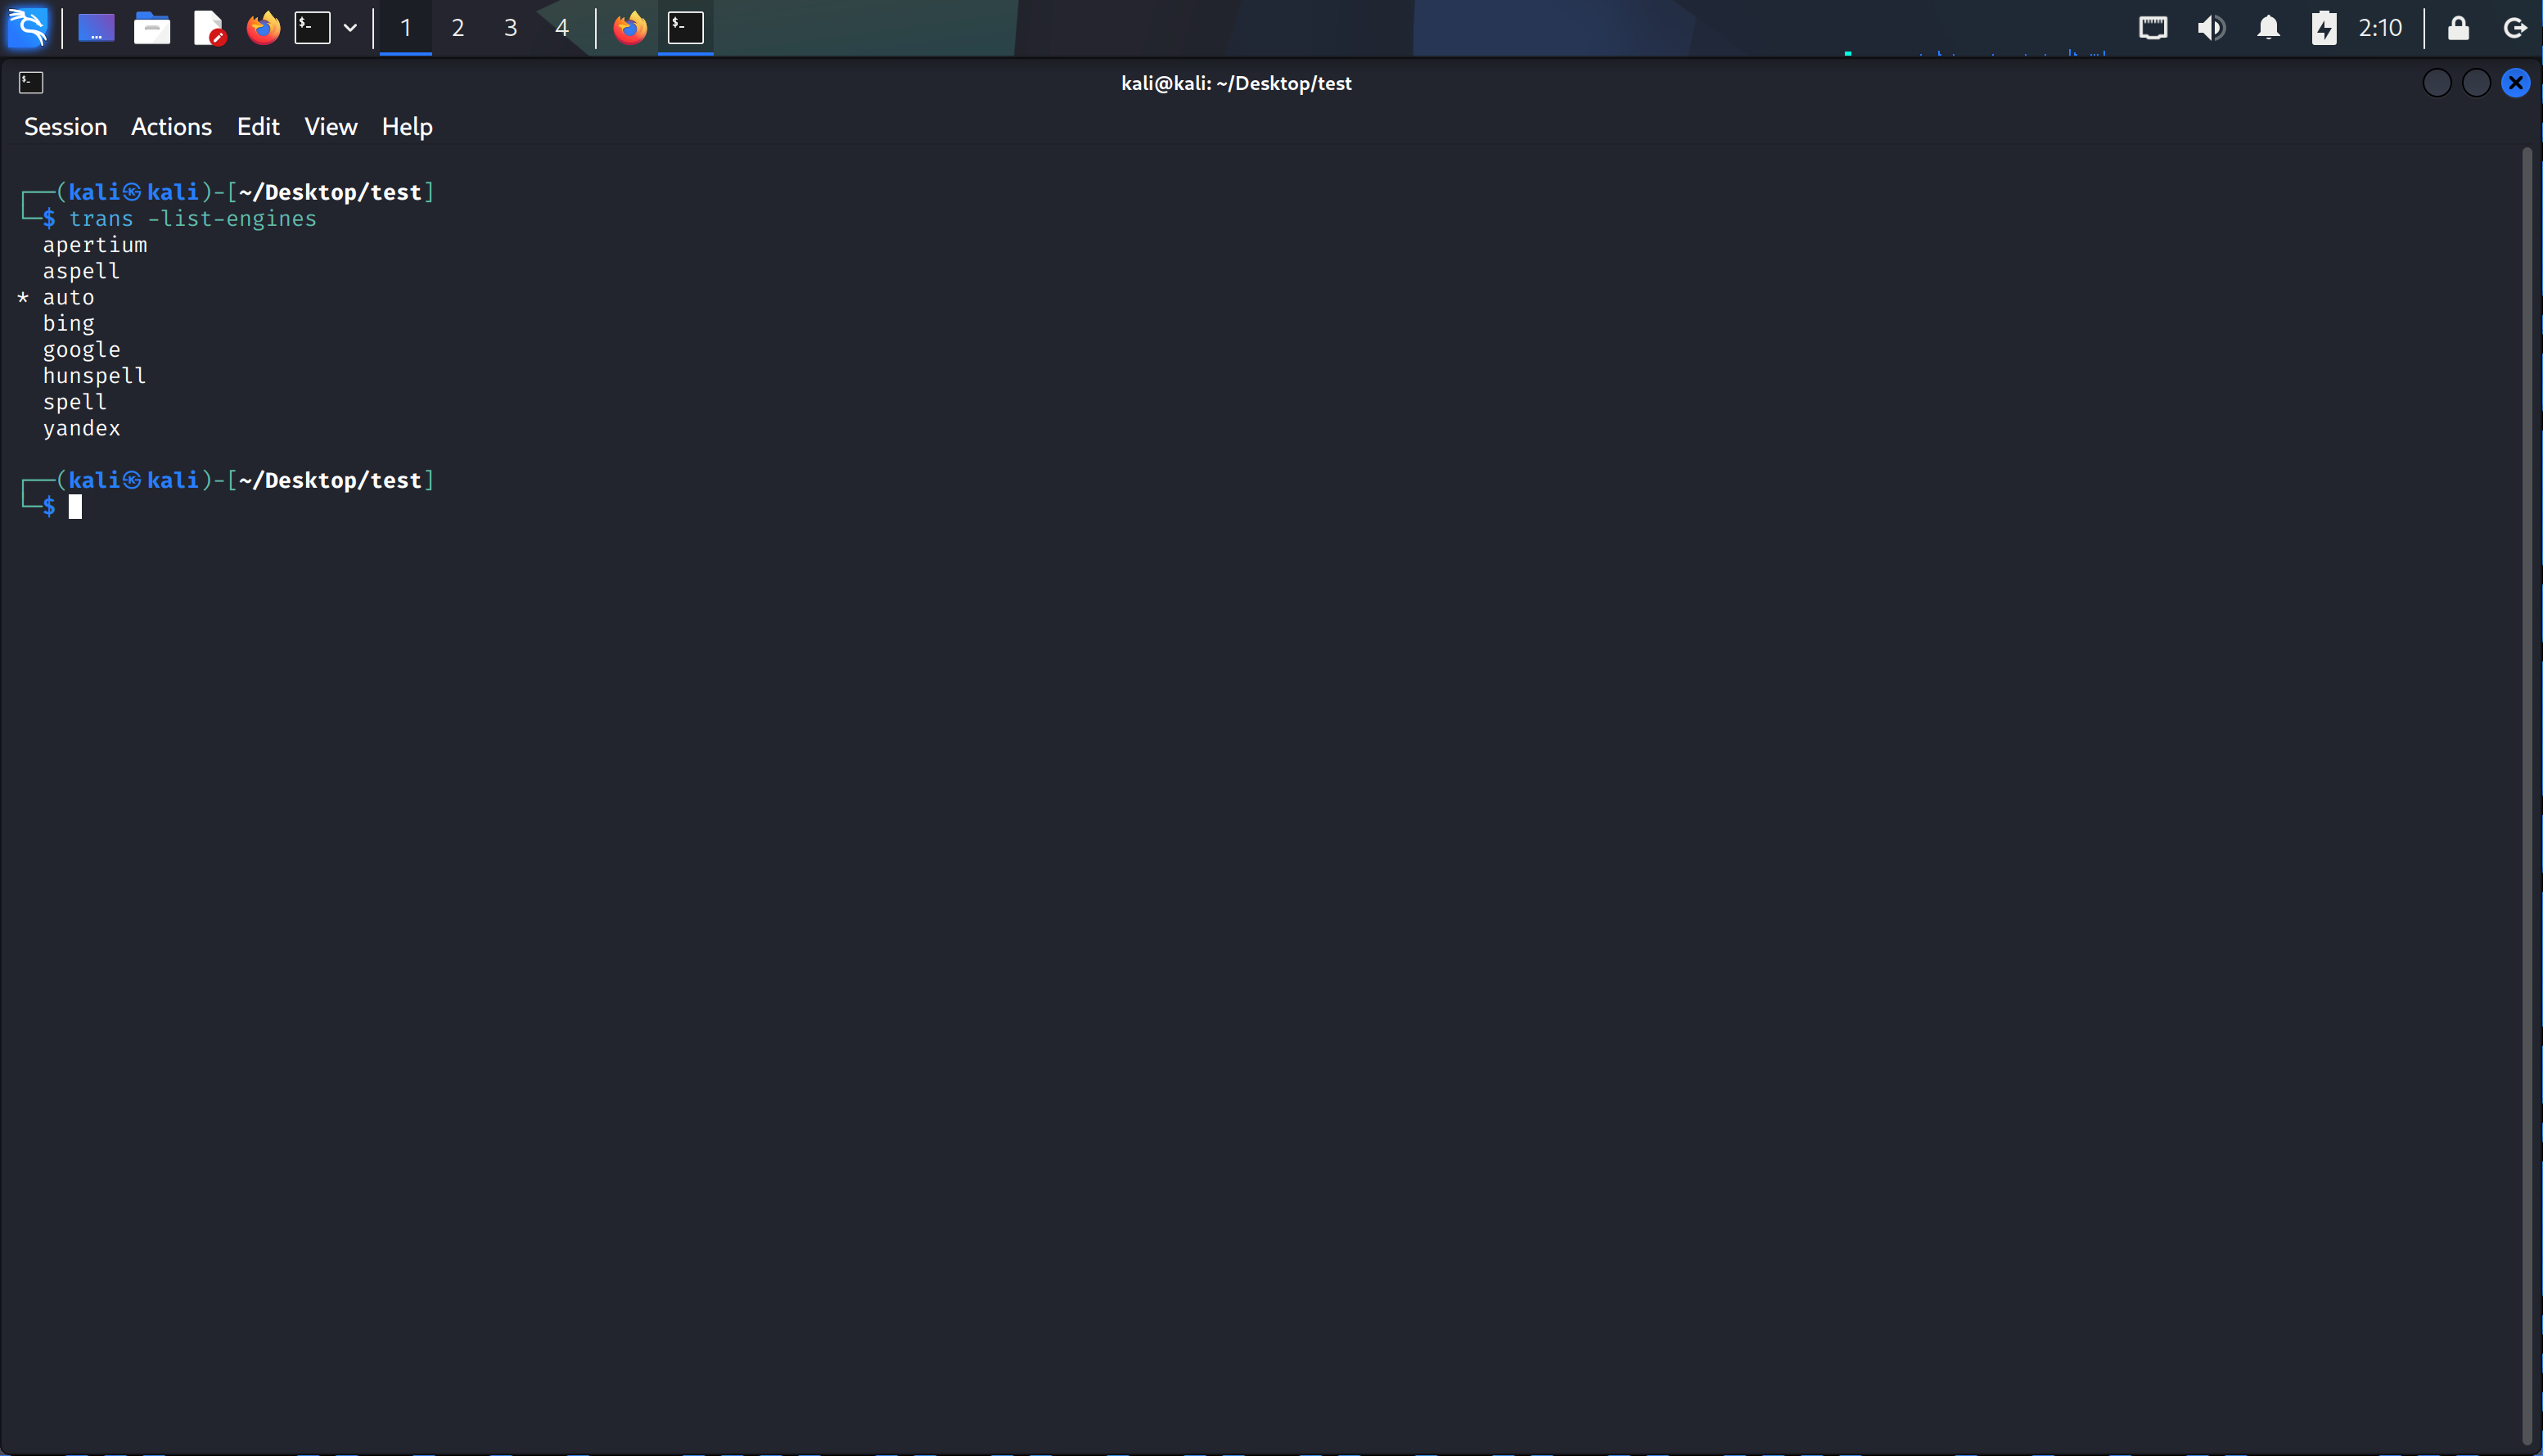 1 2 3 4 2:10
kali@kali: ~/Desktop/test
Session Actions Edit View Help
┌──(kali㉿kali)-[~/Desktop/test]
└─$ trans -list-engines
  apertium
  aspell
* auto
  bing
  google
  hunspell
  spell
  yandex
┌──(kali㉿kali)-[~/Desktop/test]
└─$